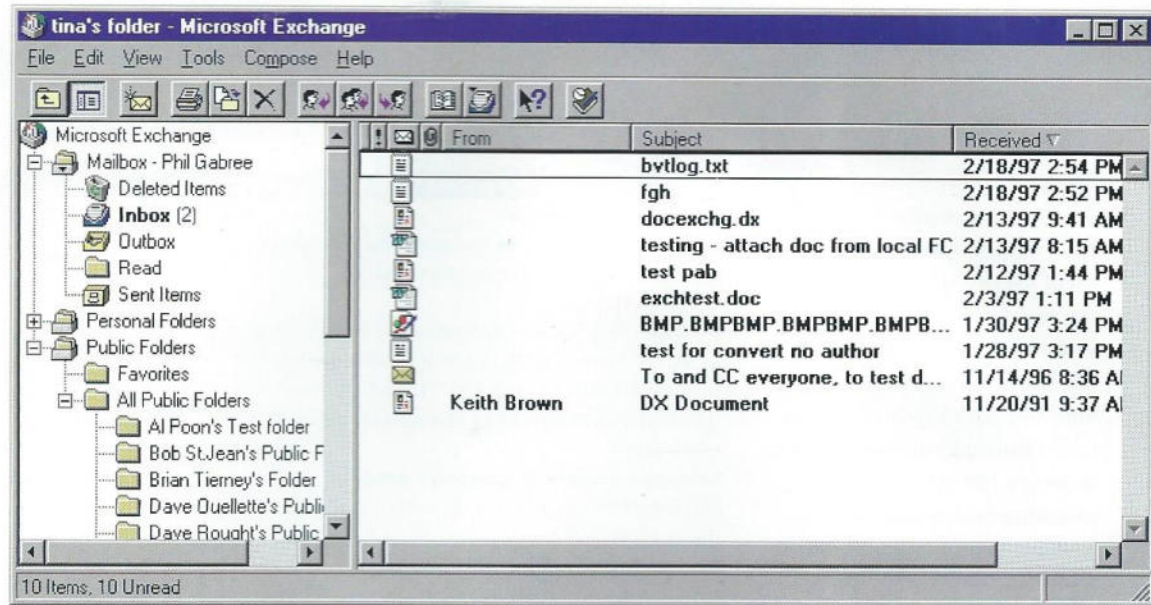 tina's folder - Microsoft Exchange
File Edit View Tools Compose Help
Microsoft Exchange
Mailbox - Phil Gabree
Deleted Items
Inbox (2)
Outbox
Read
Sent Items
Personal Folders
Public Folders
Favorites
All Public Folders
Al Poon's Test folder
Bob St.Jean's Public F
Brian Tierney's Folder
Dave Ouellette's Publi
Dave Rought's Public
! From Subject Received
bvtlog.txt 2/18/97 2:54 PM
fgh 2/18/97 2:52 PM
docexchg.dx 2/13/97 9:41 AM
testing - attach doc from local FC 2/13/97 8:15 AM
test pab 2/12/97 1:44 PM
exchtest.doc 2/3/97 1:11 PM
BMP.BMPBMP.BMPBMP.BMPB... 1/30/97 3:24 PM
test for convert no author 1/28/97 3:17 PM
To and CC everyone, to test d... 11/14/96 8:36 A
Keith Brown DX Document 11/20/91 9:37 A
10 Items, 10 Unread